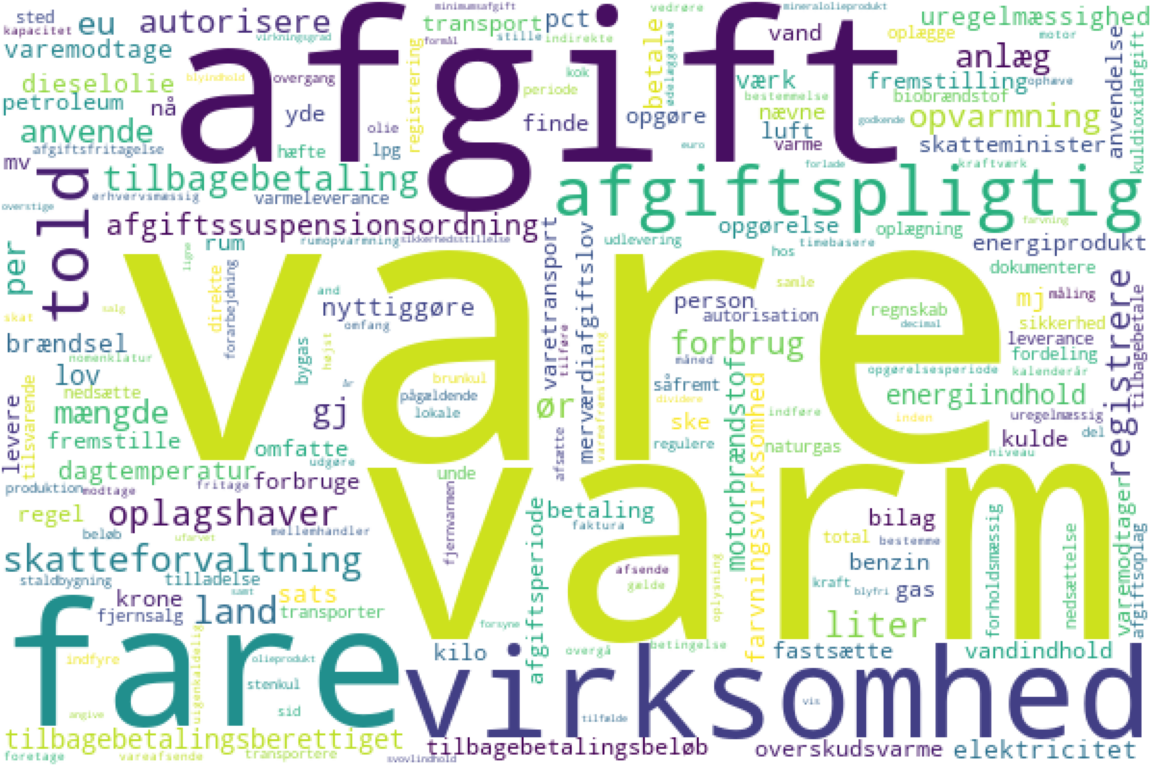 sted
eu
autorisere
minimumsafgift
transport
pct
vedrøre
mineralolieprodukt
uregelmæssighed
kapacitet
virkningsgrad
formål
stille
indirekte
vand
oplægge
motor
varemodtage
afgift
betale
ødelæggelse
anlæg
anvendelse
kuldioxidafgift
dieselolie
blyindhold
overgang
registrering
kok
værk
fremstilling
ophæve
petroleum
nå
yde
periode
bestemmelse
nævne
biobrændstof
opvarmning
anvende
olie
finde
opgøre
luft
godkende
skatteminister
afgiftsfritagelse
hæfte
lpg
euro
varme
mv
told
tilbagebetaling
forlade
kraftværk
overstige
erhvervsmæssig
varmeleverance
afgiftspligtig
afgiftssuspensionsordning
varetransport
merværdiafgiftslov
opgørelse
oplægning
farvning
per
rum
rumopvarmning
sikkerhedsstillelse
udlevering
timebasere
energiprodukt
ligne
hos
vare
direkte
forarbejdning
dokumentere
registrere
tilbagebetale
skat
salg
and
nyttiggøre
tilføre
person
samle
regnskab
mj
måling
omfang
autorisation
decimal
sikkerhed
brændsel
bygas
højst
varmefremstilling
forbrug
leverance
nomenklatur
måned
fordeling
lov
år
brunkul
såfremt
motorbrændstof
farvningsvirksomhed
opgørelsesperiode
kalenderår
nedsætte
pågældende
dividere
energiindhold
mængde
gj
lokale
ør
ske
indføre
inden
uregelmæssig
levere
tilsvarende
fremstille
omfatte
afsætte
regulere
naturgas
kulde
del
dagtemperatur
udgøre
unde
niveau
varm
produktion
modtage
fritage
forbruge
fjernvarmen
afgiftsperiode
varemodtager
afgiftsoplag
regel
oplagshaver
betaling
bilag
forholdsmæssig
nedsættelse
beløb
ufarvet
mellemhandler
faktura
total
bestemme
skatteforvaltning
afsende
oplysning
benzin
staldbygning
tilladelse
gælde
kraft
blyfri
gas
krone
land
samt
sats
fjernsalg
transporter
forsyne
liter
fare
uigenkaldelig
kilo
overgå
betingelse
fastsætte
vandindhold
indfyre
olieprodukt
virksomhed
stenkul
angive
sid
tilfælde
vis
tilbagebetalingsberettiget
tilbagebetalingsbeløb
overskudsvarme
elektricitet
foretage
vareafsende
transportere
svovlindhold